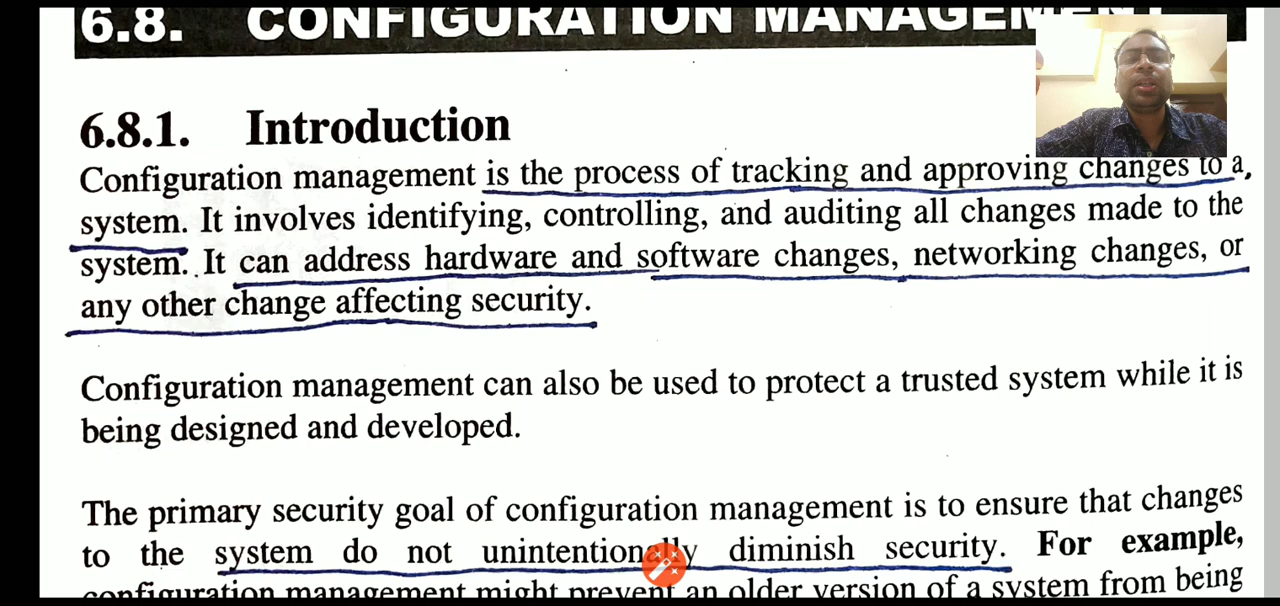 6.8. CONFIGURATION MANAGEMENT
6.8.1. Introduction
Configuration management is the process of tracking and approving changes to a,
system. It involves identifying, controlling, and auditing all changes made to the
system. It can address hardware and software changes, networking changes, or
any other change affecting security.
Configuration management can also be used to protect a trusted system while it is
being designed and developed.
The primary security goal of configuration management is to ensure that changes
to the system do not unintentionally diminish security. For example,
configuration management might prevent an older version of a system from being